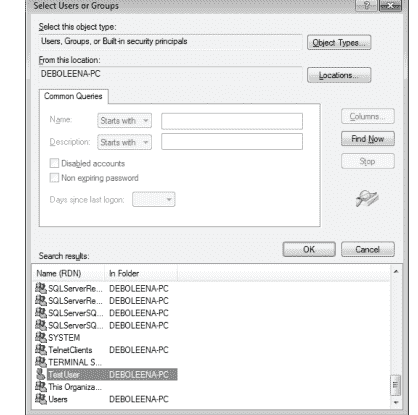 Select Users or Groups
Select this object type:
Users, Groups, or Built-in security principals
Object Types...
From this location:
DEBOLEENA-PC
Locations...
Common Queries
Name: Starts with
Description: Starts with
Disabled accounts
Non expiring password
Days since last logon:
Columns...
Find Now
Stop
OK
Cancel
Search results:
Name (RDN) In Folder
SQLServerRe... DEBOLEENA-PC
SQLServerRe... DEBOLEENA-PC
SQLServerSQ... DEBOLEENA-PC
SQLServerSQ... DEBOLEENA-PC
SYSTEM
TelnetClients DEBOLEENA-PC
TERMINAL S...
TestUser DEBOLEENA-PC
This Organiza...
Users DEBOLEENA-PC